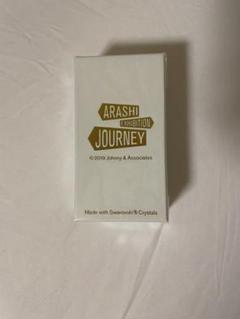 ARASHI
EXHIBITION
JOURNEY
©2019 Johnny & Associates
Made with Swarovski® Crystals